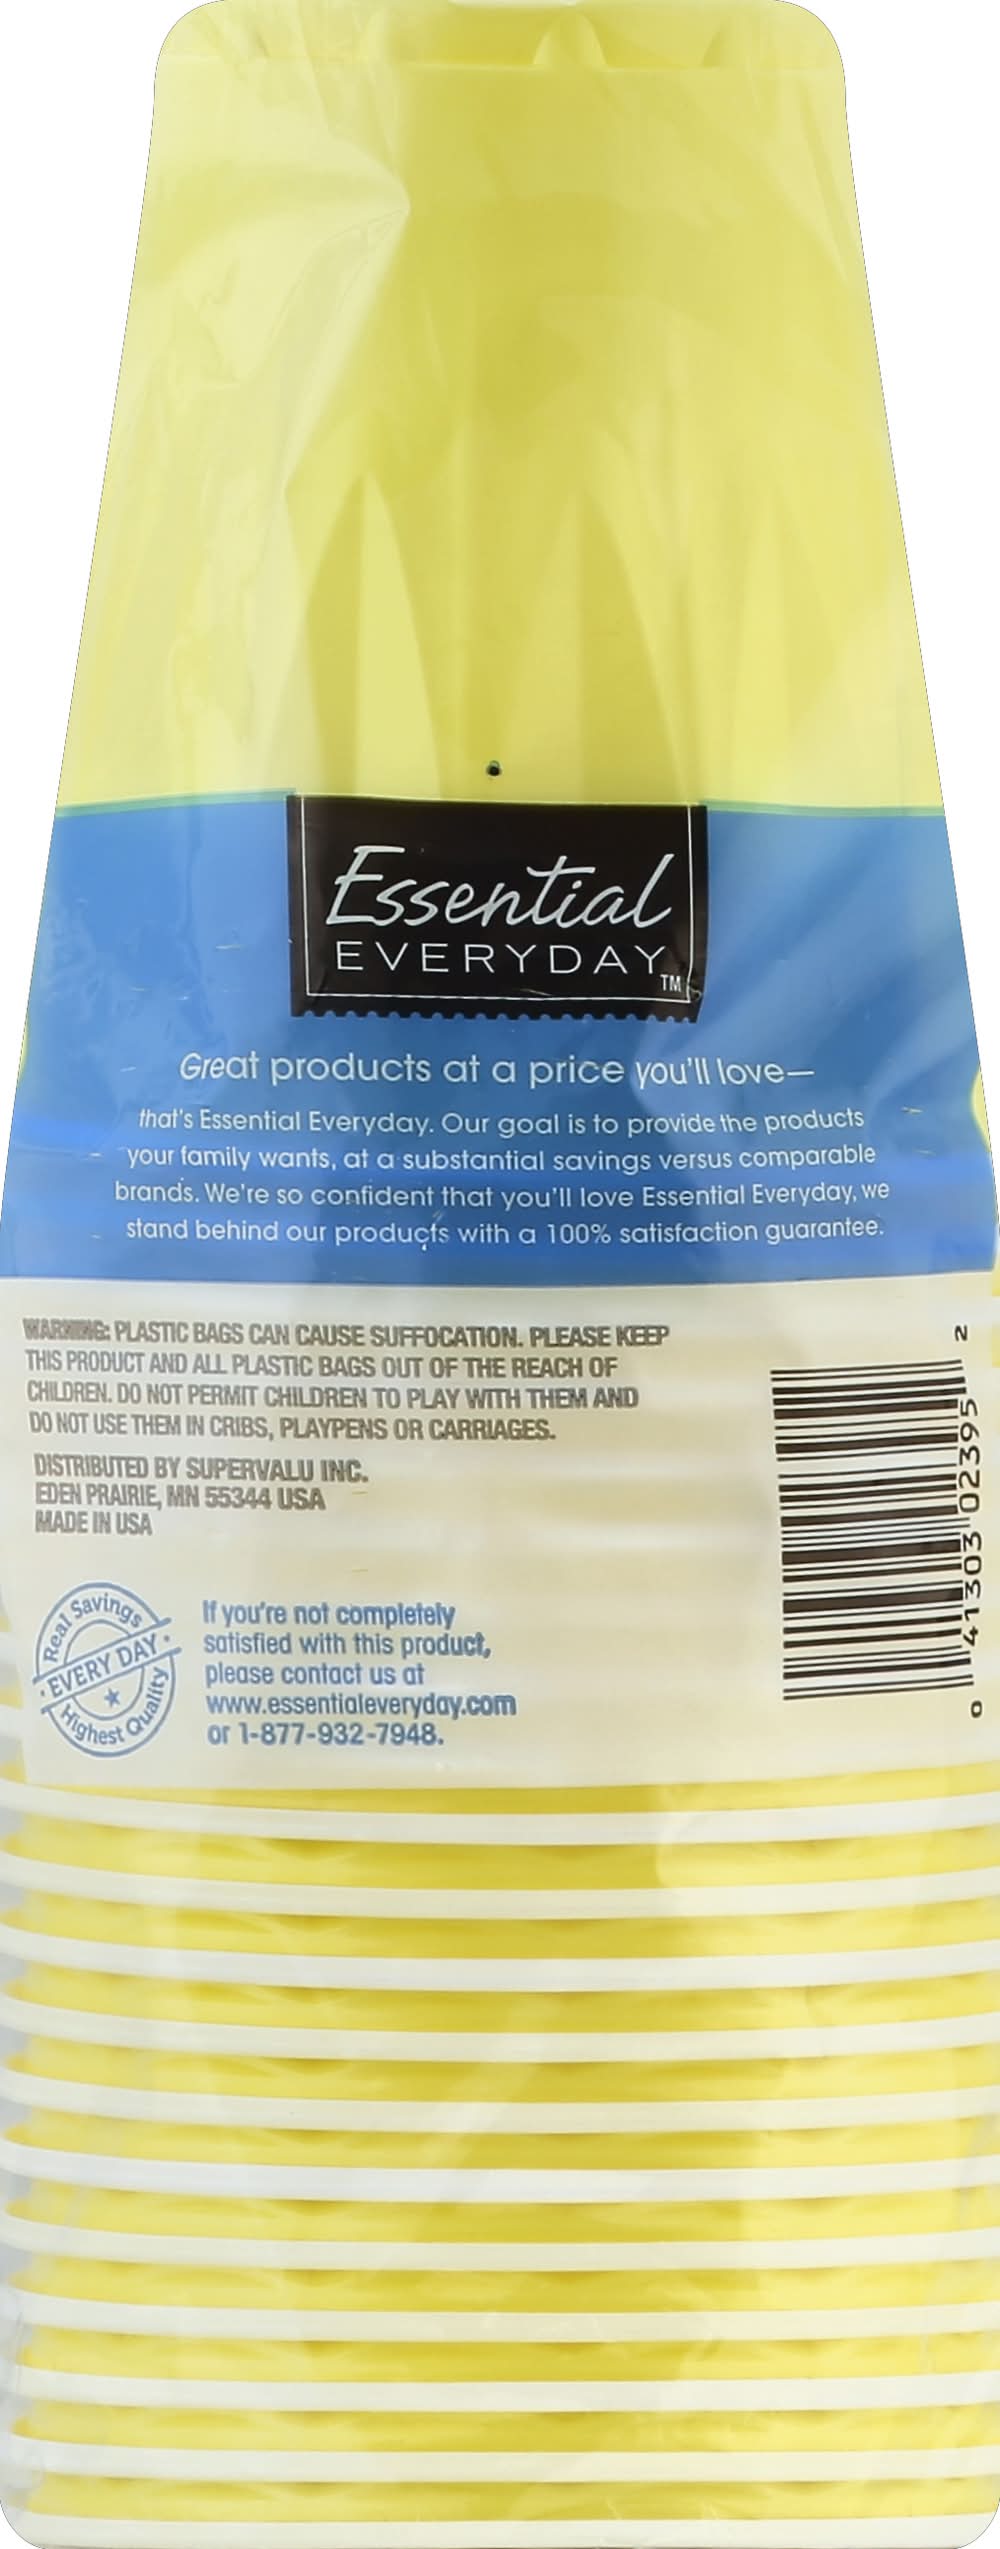 Essential
EVERYDAY
TM
Great products at a price you'll love—
that's Essential Everyday. Our goal is to provide the products
your family wants, at a substantial savings versus comparable
brands. We're so confident that you'll love Essential Everyday, we
stand behind our products with a 100% satisfaction guarantee.
WARNING: PLASTIC BAGS CAN CAUSE SUFFOCATION. PLEASE KEEP
THIS PRODUCT AND ALL PLASTIC BAGS OUT OF THE REACH OF
CHILDREN. DO NOT PERMIT CHILDREN TO PLAY WITH THEM AND
DO NOT USE THEM IN CRIBS, PLAYPENS OR CARRIAGES.
DISTRIBUTED BY SUPERVALU INC.
EDEN PRAIRIE, MN 55344 USA
MADE IN USA
Real Savings
• EVERY DAY •
Highest Quality
If you're not completely
satisfied with this product,
please contact us at
www.essentialeveryday.com
or 1-877-932-7948.
0 41303 02395 2